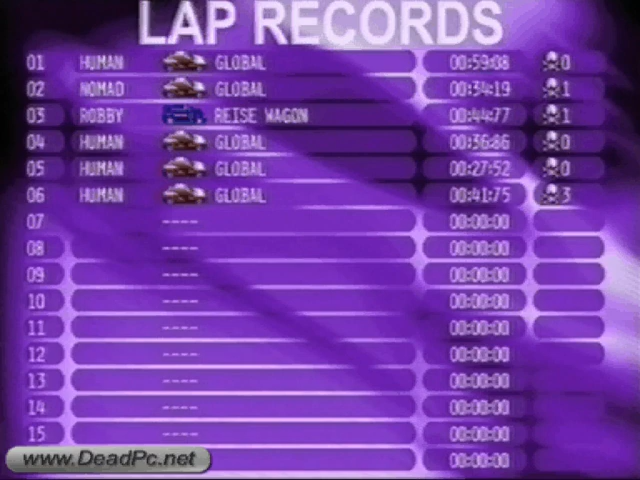 LAP RECORDS
01 HUMAN GLOBAL 00:59:08 0
02 NOMAD GLOBAL 00:34:19 1
03 ROBBY REISE WAGON 00:44:77 1
04 HUMAN GLOBAL 00:36:86 0
05 HUMAN GLOBAL 00:27:52 0
06 HUMAN GLOBAL 00:41:75 3
07 ---- 00:00:00
08 ---- 00:00:00
09 ---- 00:00:00
10 ---- 00:00:00
11 ---- 00:00:00
12 ---- 00:00:00
13 ---- 00:00:00
14 ---- 00:00:00
15 ---- 00:00:00
---- 00:00:00
www.DeadPc.net